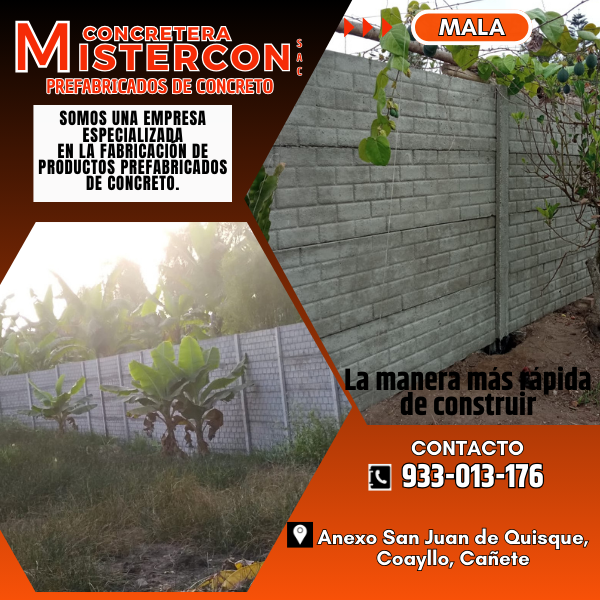 CONCRETERA
MISTERCON
SAC
PREFABRICADOS DE CONCRETO
SOMOS UNA EMPRESA
ESPECIALIZADA
EN LA FABRICACIÓN DE
PRODUCTOS PREFABRICADOS
DE CONCRETO.
MALA
La manera más rápida
de construir
CONTACTO
933-013-176
Anexo San Juan de Quisque,
Coayllo, Cañete